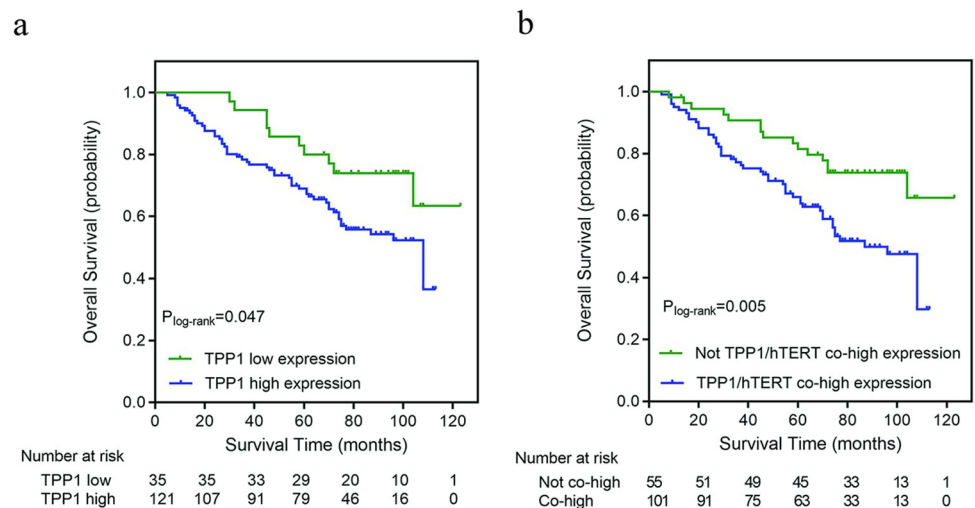 a
Overall Survival (probability)
1.0
0.8
0.6
0.4
0.2
0.0
P log-rank=0.047
TPP1 low expression
TPP1 high expression
0 20 40 60 80 100 120
Survival Time (months)
Number at risk
TPP1 low 35 35 33 29 20 10 1
TPP1 high 121 107 91 79 46 16 0
b
Overall Survival (probability)
1.0
0.8
0.6
0.4
0.2
0.0
P log-rank=0.005
Not TPP1/hTERT co-high expression
TPP1/hTERT co-high expression
0 20 40 60 80 100 120
Survival Time (months)
Number at risk
Not co-high 55 51 49 45 33 13 1
Co-high 101 91 75 63 33 13 0